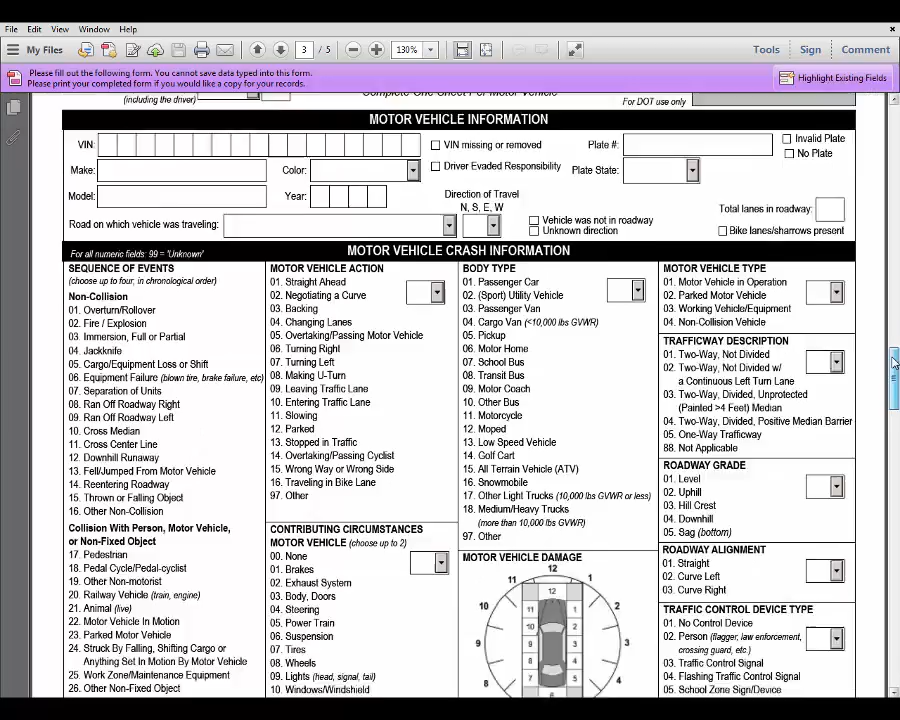 File Edit View Window Help ×
My Files 3 / 5 130% Tools Sign Comment
Please fill out the following form. You cannot save data typed into this form.
Please print your completed form if you would like a copy for your records.
Highlight Existing Fields
(including the driver)
Complete One Sheet Per Motor Vehicle
For DOT use only
MOTOR VEHICLE INFORMATION
VIN: VIN missing or removed Plate #: Invalid Plate
No Plate
Make: Color: Driver Evaded Responsibility Plate State:
Model: Year: Direction of Travel
N, S, E, W
Total lanes in roadway:
Road on which vehicle was traveling: Vehicle was not in roadway
Unknown direction
Bike lanes/sharrows present
For all numeric fields: 99 = 'Unknown' MOTOR VEHICLE CRASH INFORMATION
SEQUENCE OF EVENTS
(choose up to four, in chronological order)
Non-Collision
01. Overturn/Rollover
02. Fire / Explosion
03. Immersion, Full or Partial
04. Jackknife
05. Cargo/Equipment Loss or Shift
06. Equipment Failure (blown tire, brake failure, etc)
07. Separation of Units
08. Ran Off Roadway Right
09. Ran Off Roadway Left
10. Cross Median
11. Cross Center Line
12. Downhill Runaway
13. Fell/Jumped From Motor Vehicle
14. Reentering Roadway
15. Thrown or Falling Object
16. Other Non-Collision
Collision With Person, Motor Vehicle,
or Non-Fixed Object
17. Pedestrian
18. Pedal Cycle/Pedal-cyclist
19. Other Non-motorist
20. Railway Vehicle (train, engine)
21. Animal (live)
22. Motor Vehicle In Motion
23. Parked Motor Vehicle
24. Struck By Falling, Shifting Cargo or
Anything Set In Motion By Motor Vehicle
25. Work Zone/Maintenance Equipment
26. Other Non-Fixed Object
MOTOR VEHICLE ACTION
01. Straight Ahead
02. Negotiating a Curve
03. Backing
04. Changing Lanes
05. Overtaking/Passing Motor Vehicle
06. Turning Right
07. Turning Left
08. Making U-Turn
09. Leaving Traffic Lane
10. Entering Traffic Lane
11. Slowing
12. Parked
13. Stopped in Traffic
14. Overtaking/Passing Cyclist
15. Wrong Way or Wrong Side
16. Traveling in Bike Lane
97. Other
CONTRIBUTING CIRCUMSTANCES
MOTOR VEHICLE (choose up to 2)
00. None
01. Brakes
02. Exhaust System
03. Body, Doors
04. Steering
05. Power Train
06. Suspension
07. Tires
08. Wheels
09. Lights (head, signal, tail)
10. Windows/Windshield
BODY TYPE
01. Passenger Car
02. (Sport) Utility Vehicle
03. Passenger Van
04. Cargo Van (<10,000 lbs GVWR)
05. Pickup
06. Motor Home
07. School Bus
08. Transit Bus
09. Motor Coach
10. Other Bus
11. Motorcycle
12. Moped
13. Low Speed Vehicle
14. Golf Cart
15. All Terrain Vehicle (ATV)
16. Snowmobile
17. Other Light Trucks (10,000 lbs GVWR or less)
18. Medium/Heavy Trucks
(more than 10,000 lbs GVWR)
97. Other
MOTOR VEHICLE DAMAGE
12
11 1
12
10 11 1 2
10 2
9 9 3 3
8 4
8 7 5 4
6
MOTOR VEHICLE TYPE
01. Motor Vehicle in Operation
02. Parked Motor Vehicle
03. Working Vehicle/Equipment
04. Non-Collision Vehicle
TRAFFICWAY DESCRIPTION
01. Two-Way, Not Divided
02. Two-Way, Not Divided w/
a Continuous Left Turn Lane
03. Two-Way, Divided, Unprotected
(Painted >4 Feet) Median
04. Two-Way, Divided, Positive Median Barrier
05. One-Way Trafficway
88. Not Applicable
ROADWAY GRADE
01. Level
02. Uphill
03. Hill Crest
04. Downhill
05. Sag (bottom)
ROADWAY ALIGNMENT
01. Straight
02. Curve Left
03. Curve Right
TRAFFIC CONTROL DEVICE TYPE
01. No Control Device
02. Person (flagger, law enforcement,
crossing guard, etc.)
03. Traffic Control Signal
04. Flashing Traffic Control Signal
05. School Zone Sign/Device